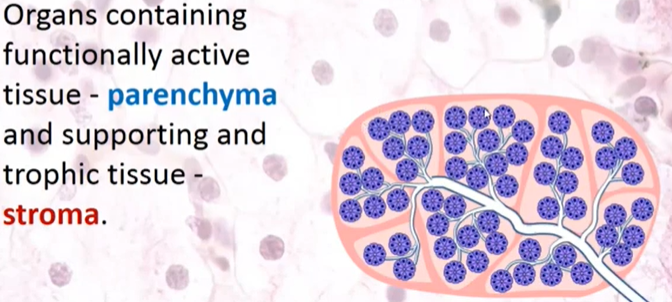 Organs containing
functionally active
tissue - parenchyma
and supporting and
trophic tissue -
stroma.